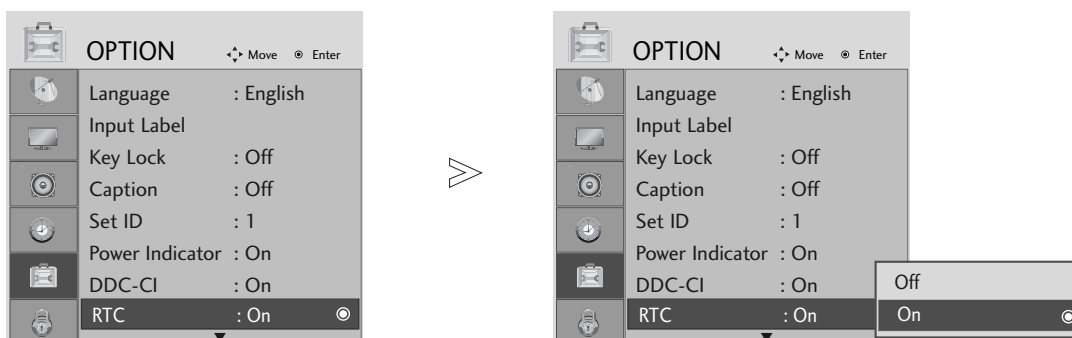 OPTION Move Enter
Language : English
Input Label
Key Lock : Off
Caption : Off
Set ID : 1
Power Indicator : On
DDC-CI : On
RTC : On
OPTION Move Enter
Language : English
Input Label
Key Lock : Off
Caption : Off
Set ID : 1
Power Indicator : On
DDC-CI : On
RTC : On
Off
On